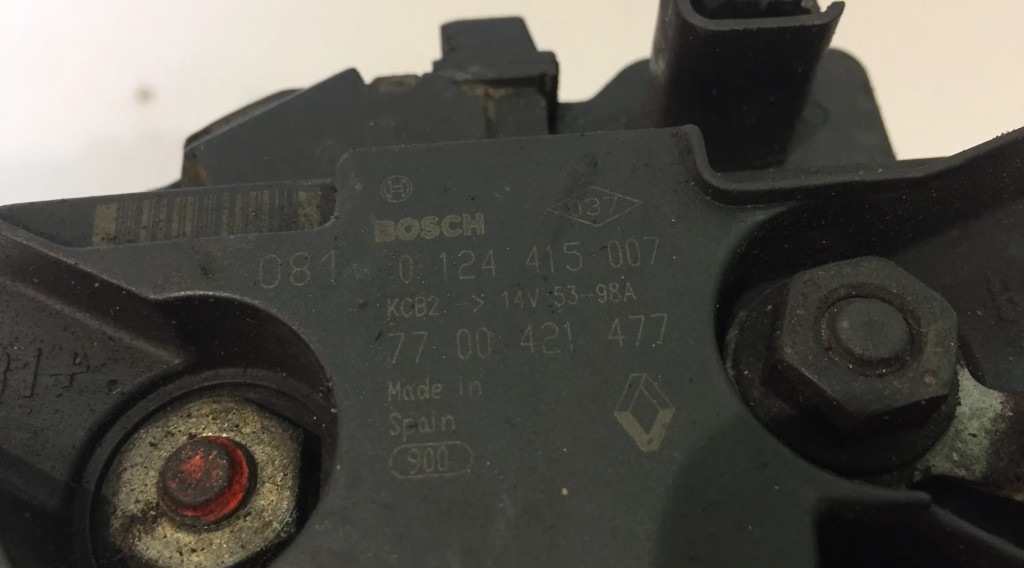 BOSCH
037
081 0 124 415 007
KCB2 -> 14V 53-98A
77 00 421 477
Made in
Spain
900